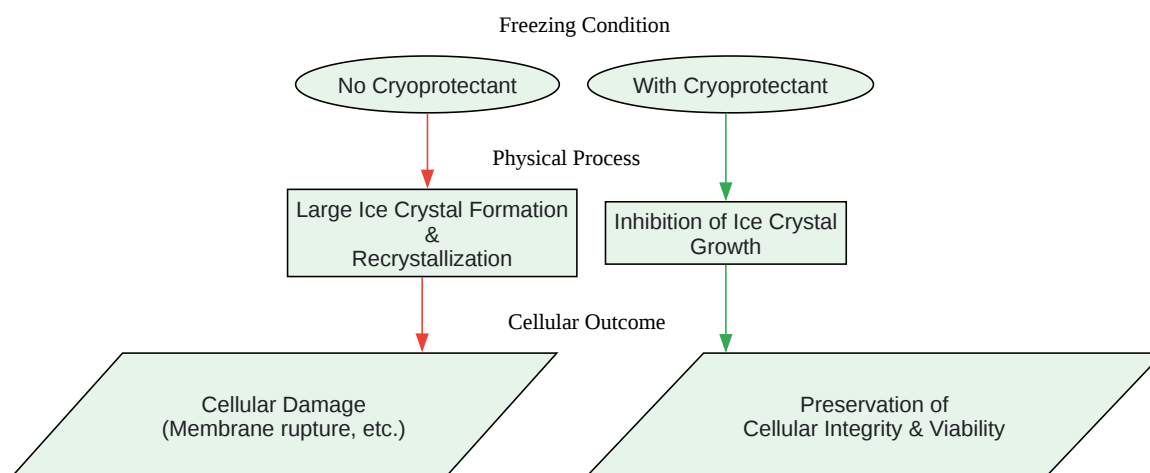 Freezing Condition
No Cryoprotectant
With Cryoprotectant
Physical Process
Large Ice Crystal Formation
&
Recrystallization
Inhibition of Ice Crystal
Growth
Cellular Outcome
Cellular Damage
(Membrane rupture, etc.)
Preservation of
Cellular Integrity & Viability